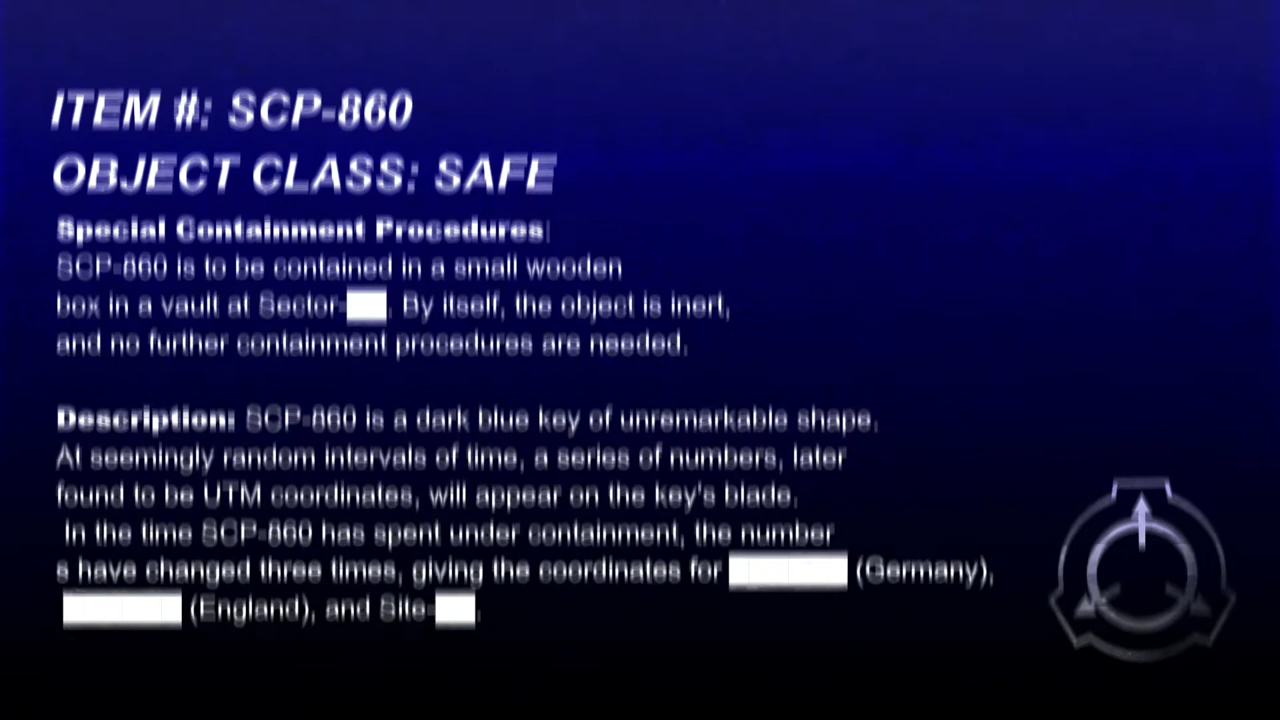 ITEM #: SCP-860
OBJECT CLASS: SAFE
Special Containment Procedures:
SCP-860 is to be contained in a small wooden
box in a vault at Sector-. By itself, the object is inert,
and no further containment procedures are needed.
Description: SCP-860 is a dark blue key of unremarkable shape.
At seemingly random intervals of time, a series of numbers, later
found to be UTM coordinates, will appear on the key's blade.
In the time SCP-860 has spent under containment, the number
s have changed three times, giving the coordinates for (Germany),
(England), and Site-.